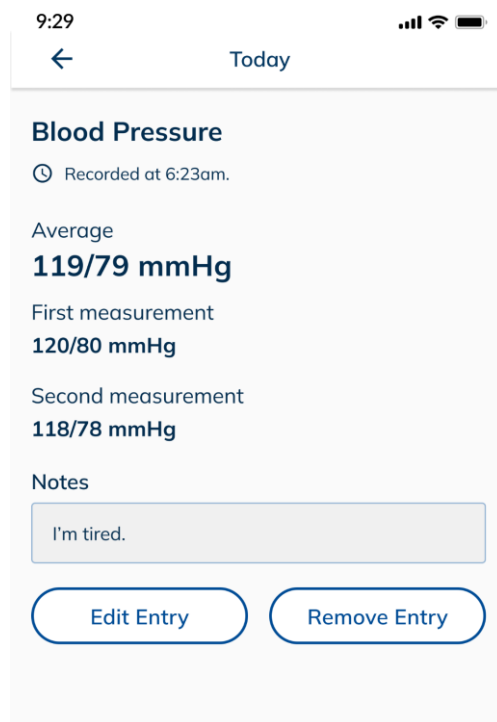 9:29
Today
Blood Pressure
Recorded at 6:23am.
Average
119/79 mmHg
First measurement
120/80 mmHg
Second measurement
118/78 mmHg
Notes
I'm tired.
Edit Entry
Remove Entry